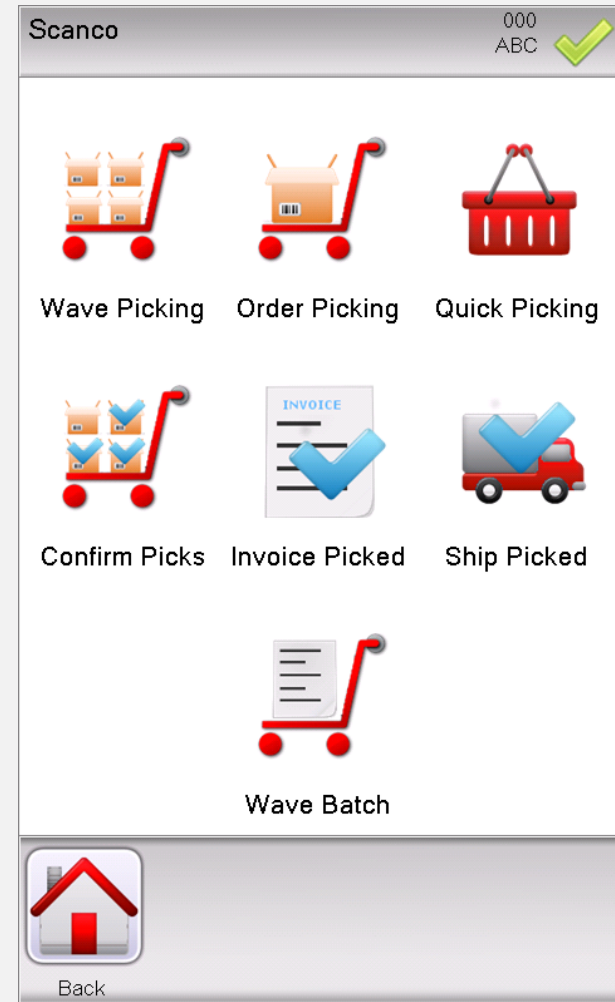 Scanco
000
ABC
Wave Picking
Order Picking
Quick Picking
INVOICE
Confirm Picks
Invoice Picked
Ship Picked
Wave Batch
Back